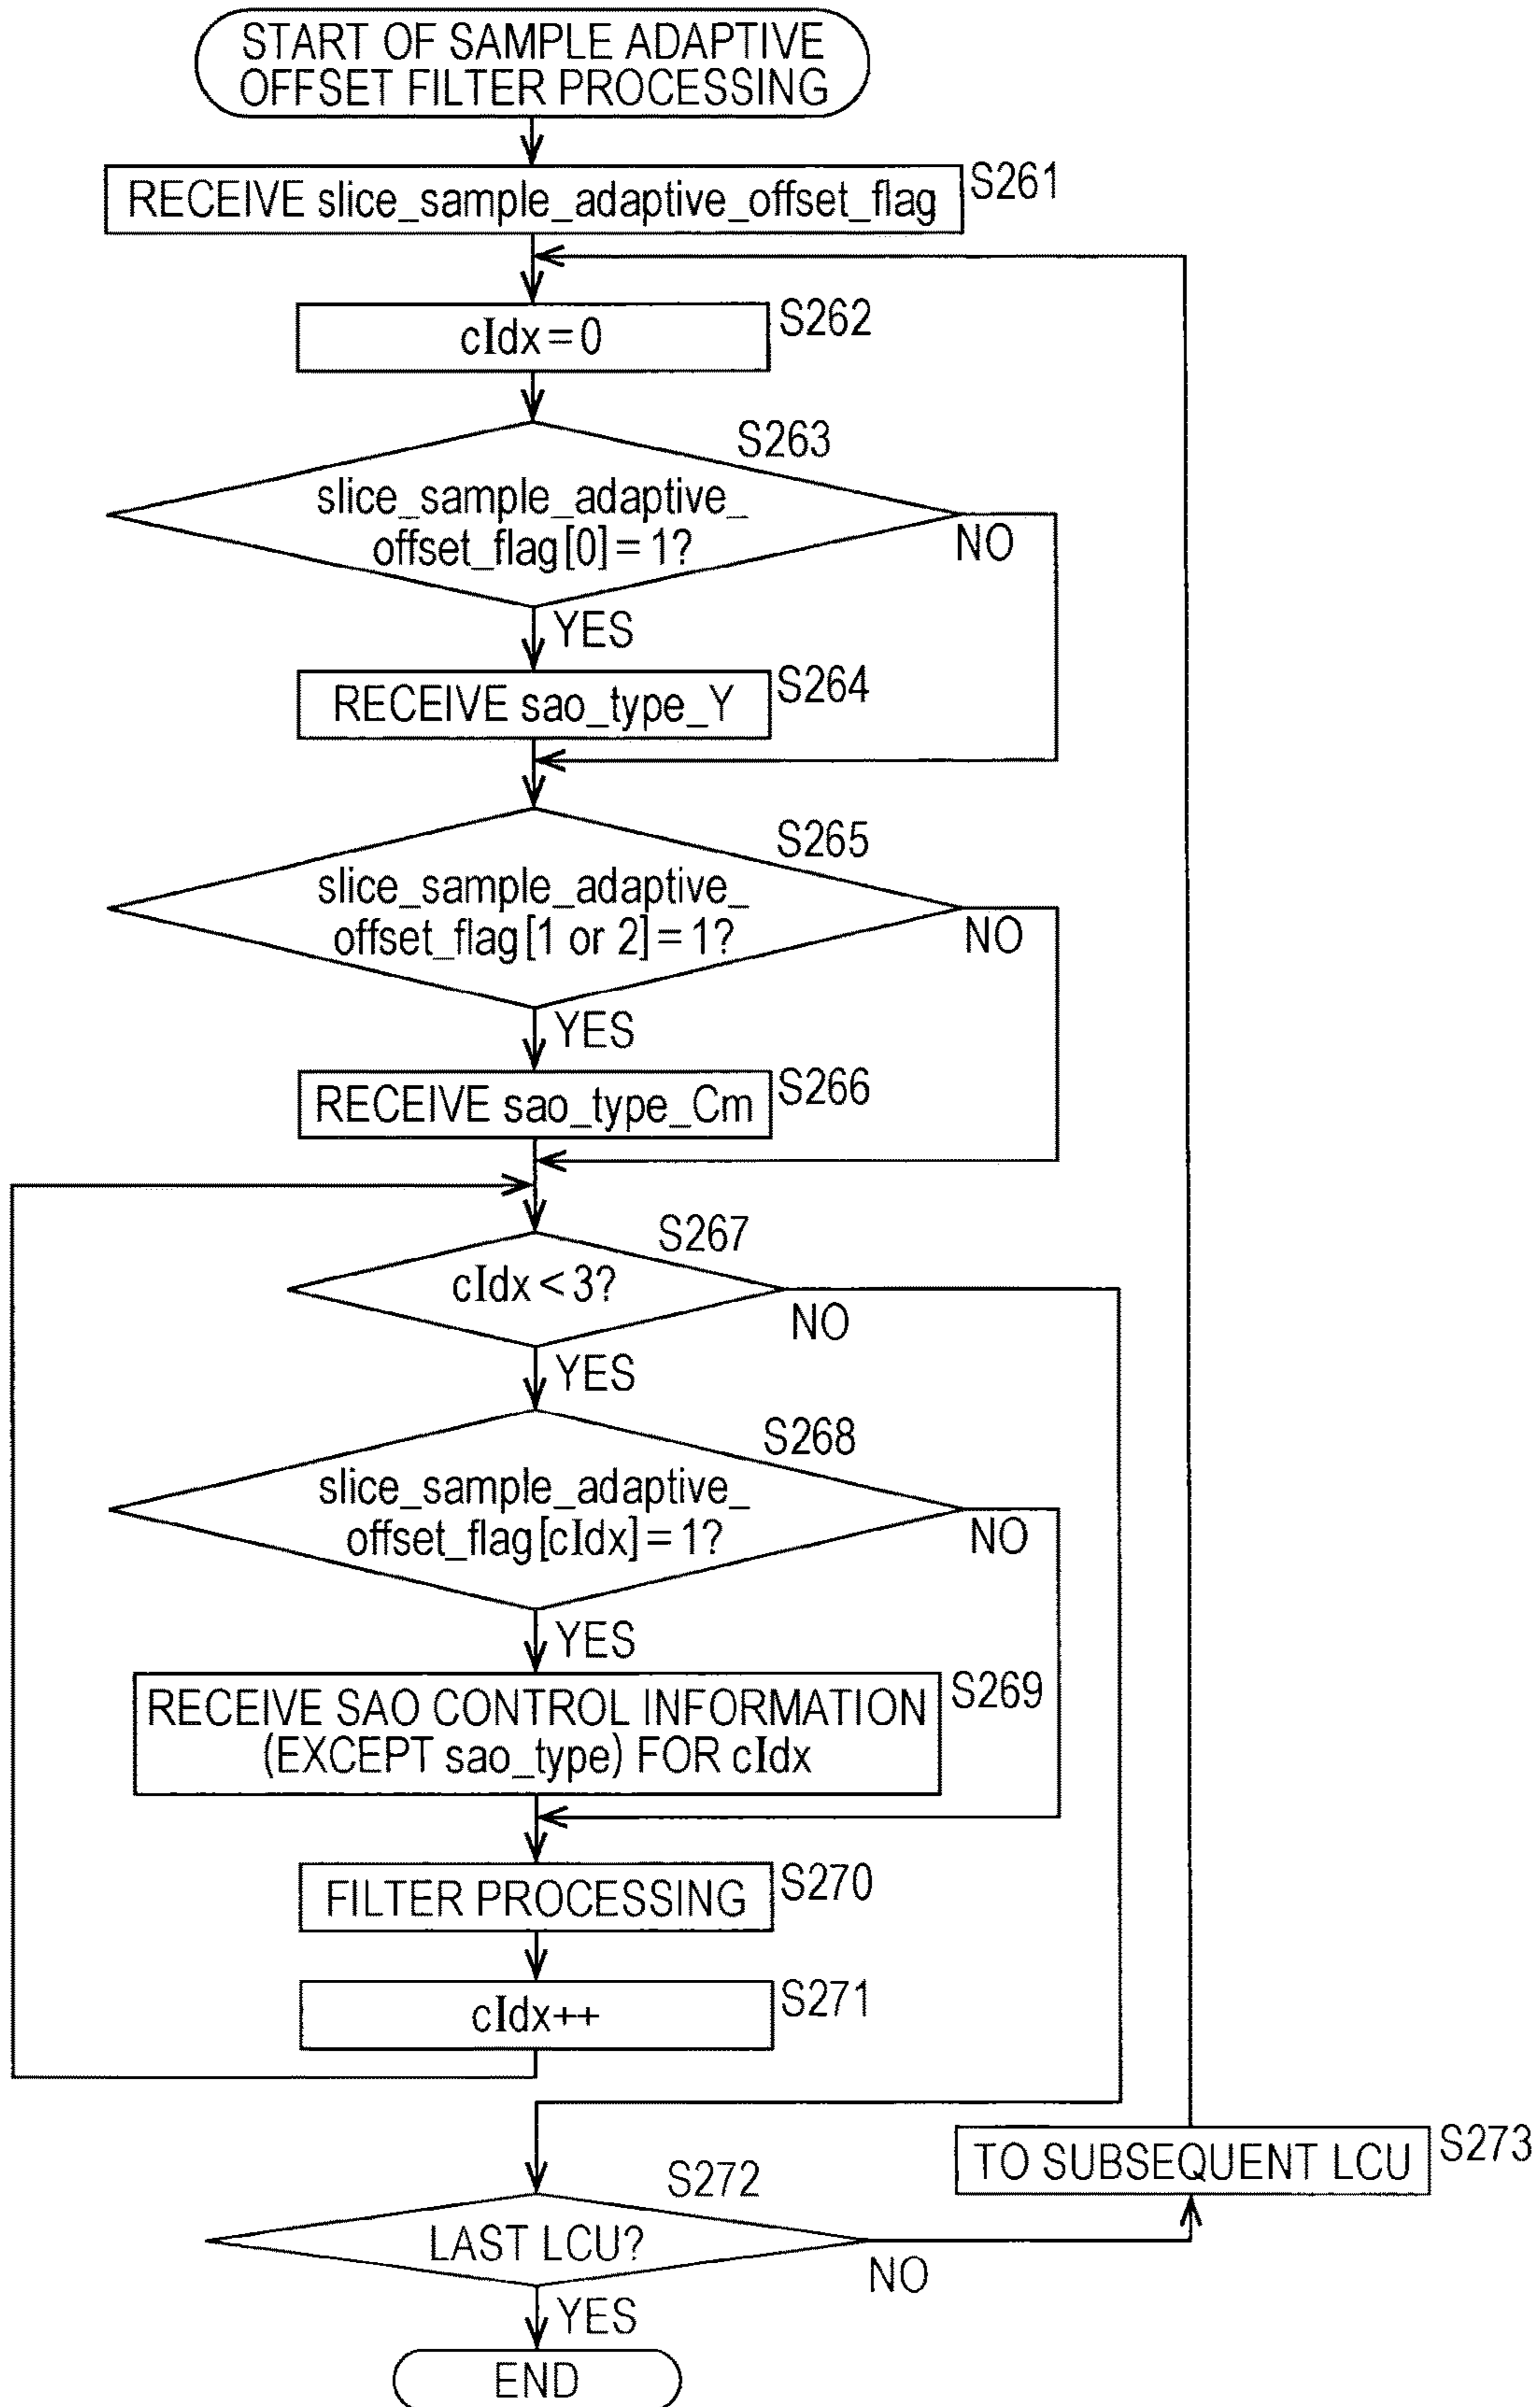 START OF SAMPLE ADAPTIVE
OFFSET FILTER PROCESSING
RECEIVE slice_sample_adaptive_offset_flag
S261
cIdx=0
S262
S263
slice_sample_adaptive_
offset_flag[0]=1?
NO
YES
RECEIVE sao_type_Y
S264
S265
slice_sample_adaptive_
offset_flag[1 or 2]=1?
NO
YES
RECEIVE sao_type_Cm
S266
S267
cIdx<3?
NO
YES
S268
slice_sample_adaptive_
offset_flag[cIdx]=1?
NO
YES
RECEIVE SAO CONTROL INFORMATION
(EXCEPT sao_type) FOR cIdx
S269
FILTER PROCESSING
S270
cIdx++
S271
TO SUBSEQUENT LCU
S273
S272
LAST LCU?
NO
YES
END